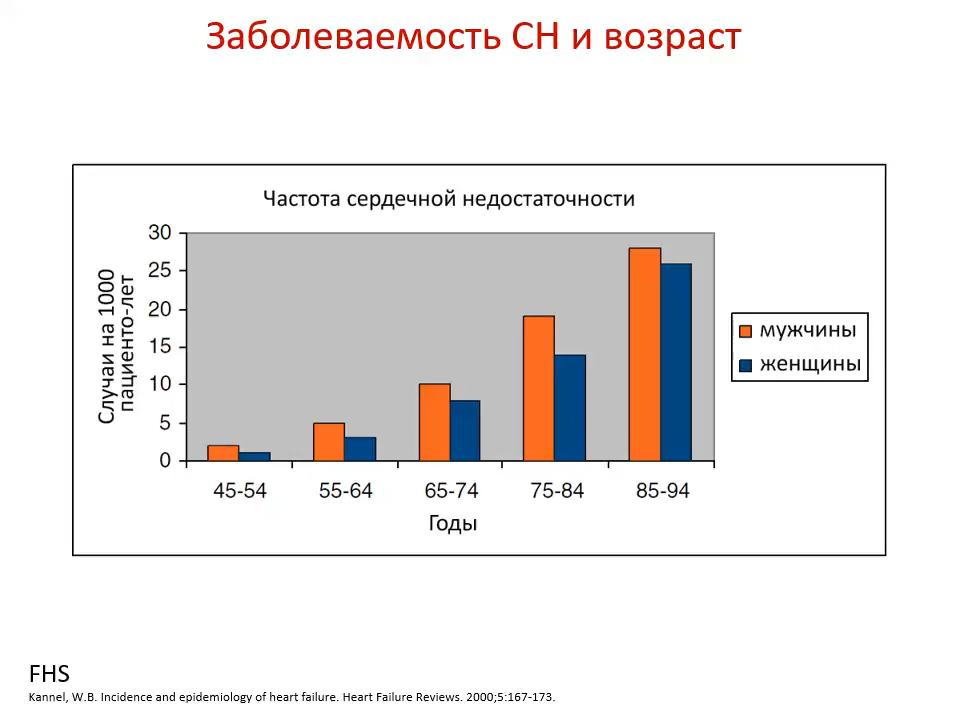 Заболеваемость СН и возраст
Частота сердечной недостаточности
Случаи на 1000
пациенто-лет
30
25
20
15
10
5
0
45-54
55-64
65-74
75-84
85-94
Годы
мужчины
женщины
FHS
Kannel, W.B. Incidence and epidemiology of heart failure. Heart Failure Reviews. 2000;5:167-173.